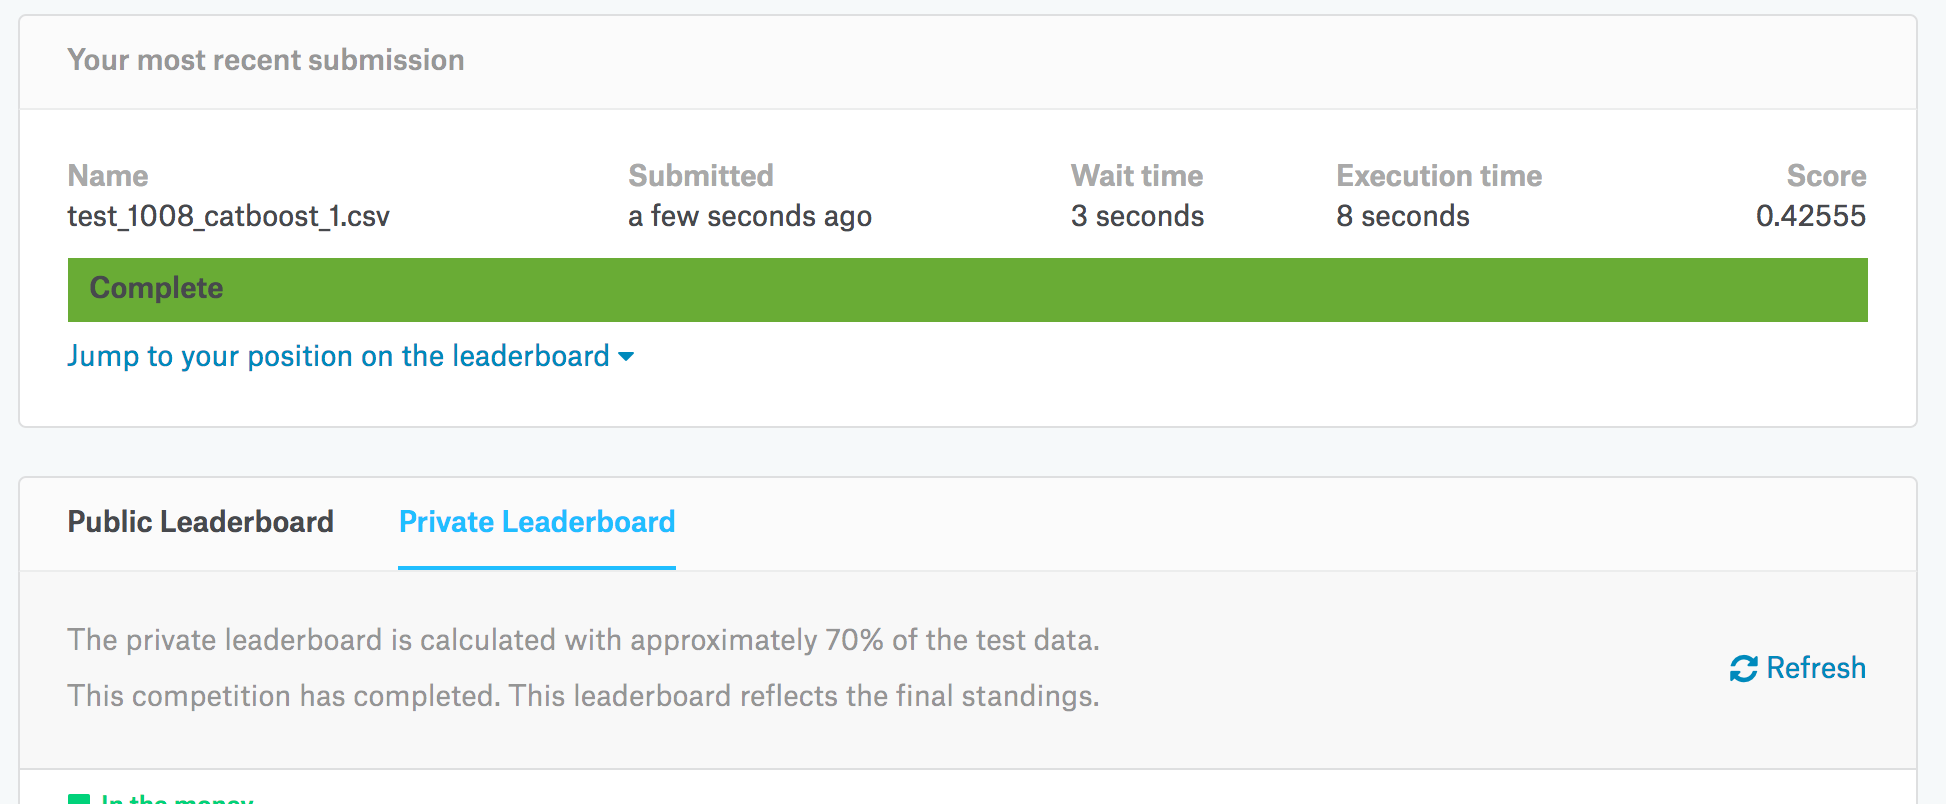 Your most recent submission
Name Submitted Wait time Execution time Score
test_1008_catboost_1.csv a few seconds ago 3 seconds 8 seconds 0.42555
Complete
Jump to your position on the leaderboard
Public Leaderboard Private Leaderboard
The private leaderboard is calculated with approximately 70% of the test data.
This competition has completed. This leaderboard reflects the final standings.
Refresh
In the money